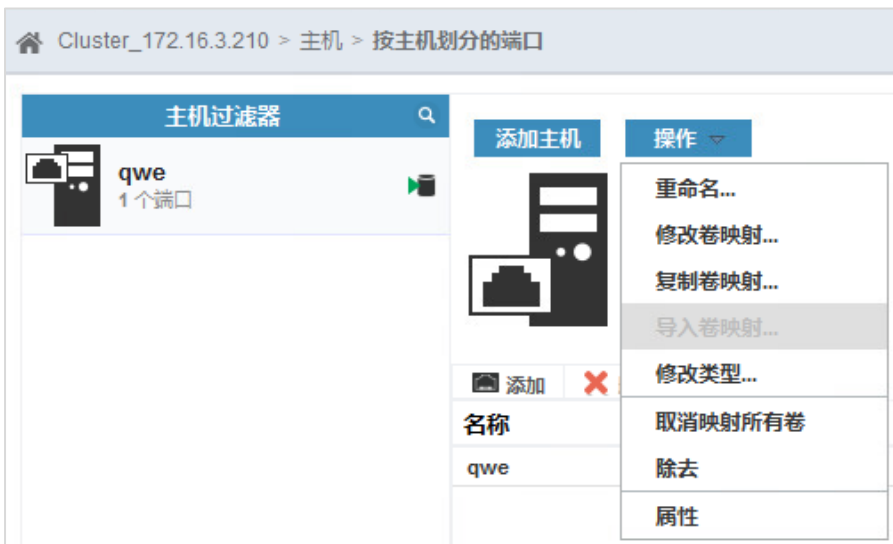 Cluster_172.16.3.210 > 主机 > 按主机划分的端口
主机过滤器
qwe
1 个端口
添加主机
操作
重命名...
修改卷映射...
复制卷映射...
导入卷映射...
修改类型...
取消映射所有卷
除去
属性
添加
名称
qwe